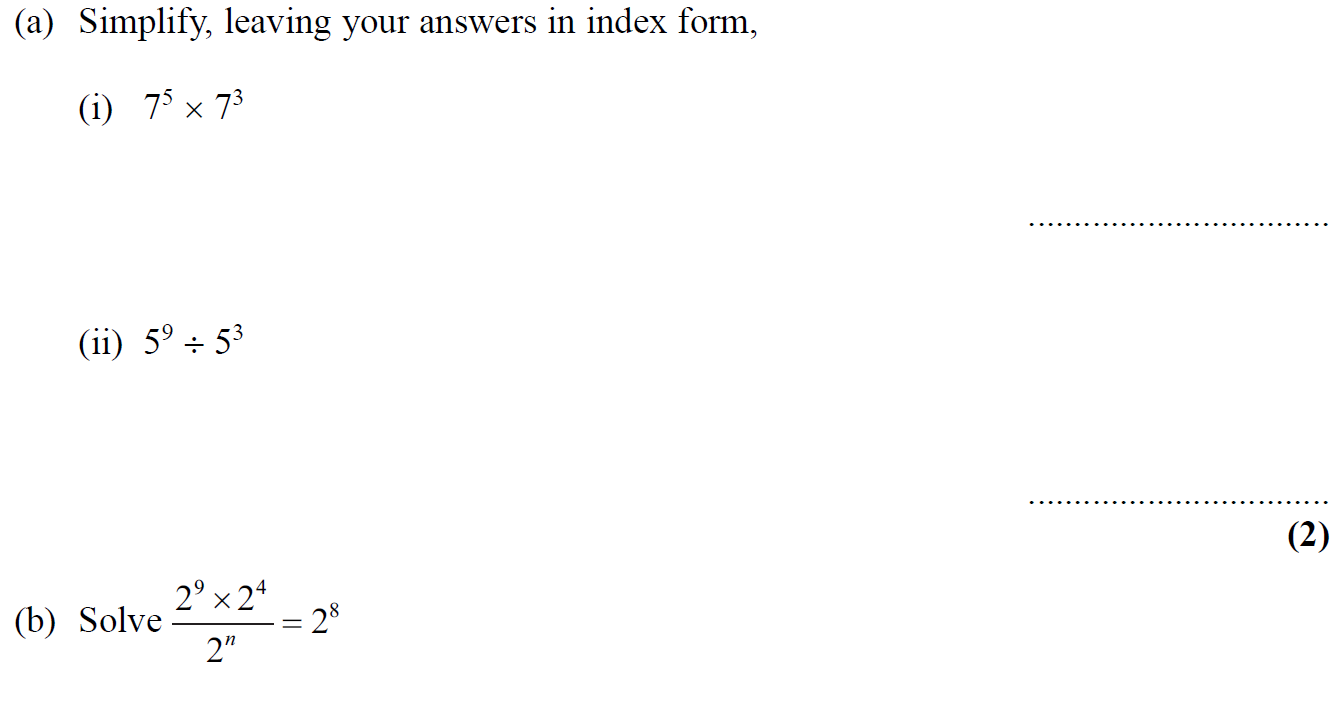 (a) Simplify, leaving your answers in index form,
(i) 7⁵ × 7³
.................................
(ii) 5⁹ ÷ 5³
.................................
(2)
(b) Solve (2⁹ × 2⁴)/2ⁿ = 2⁸